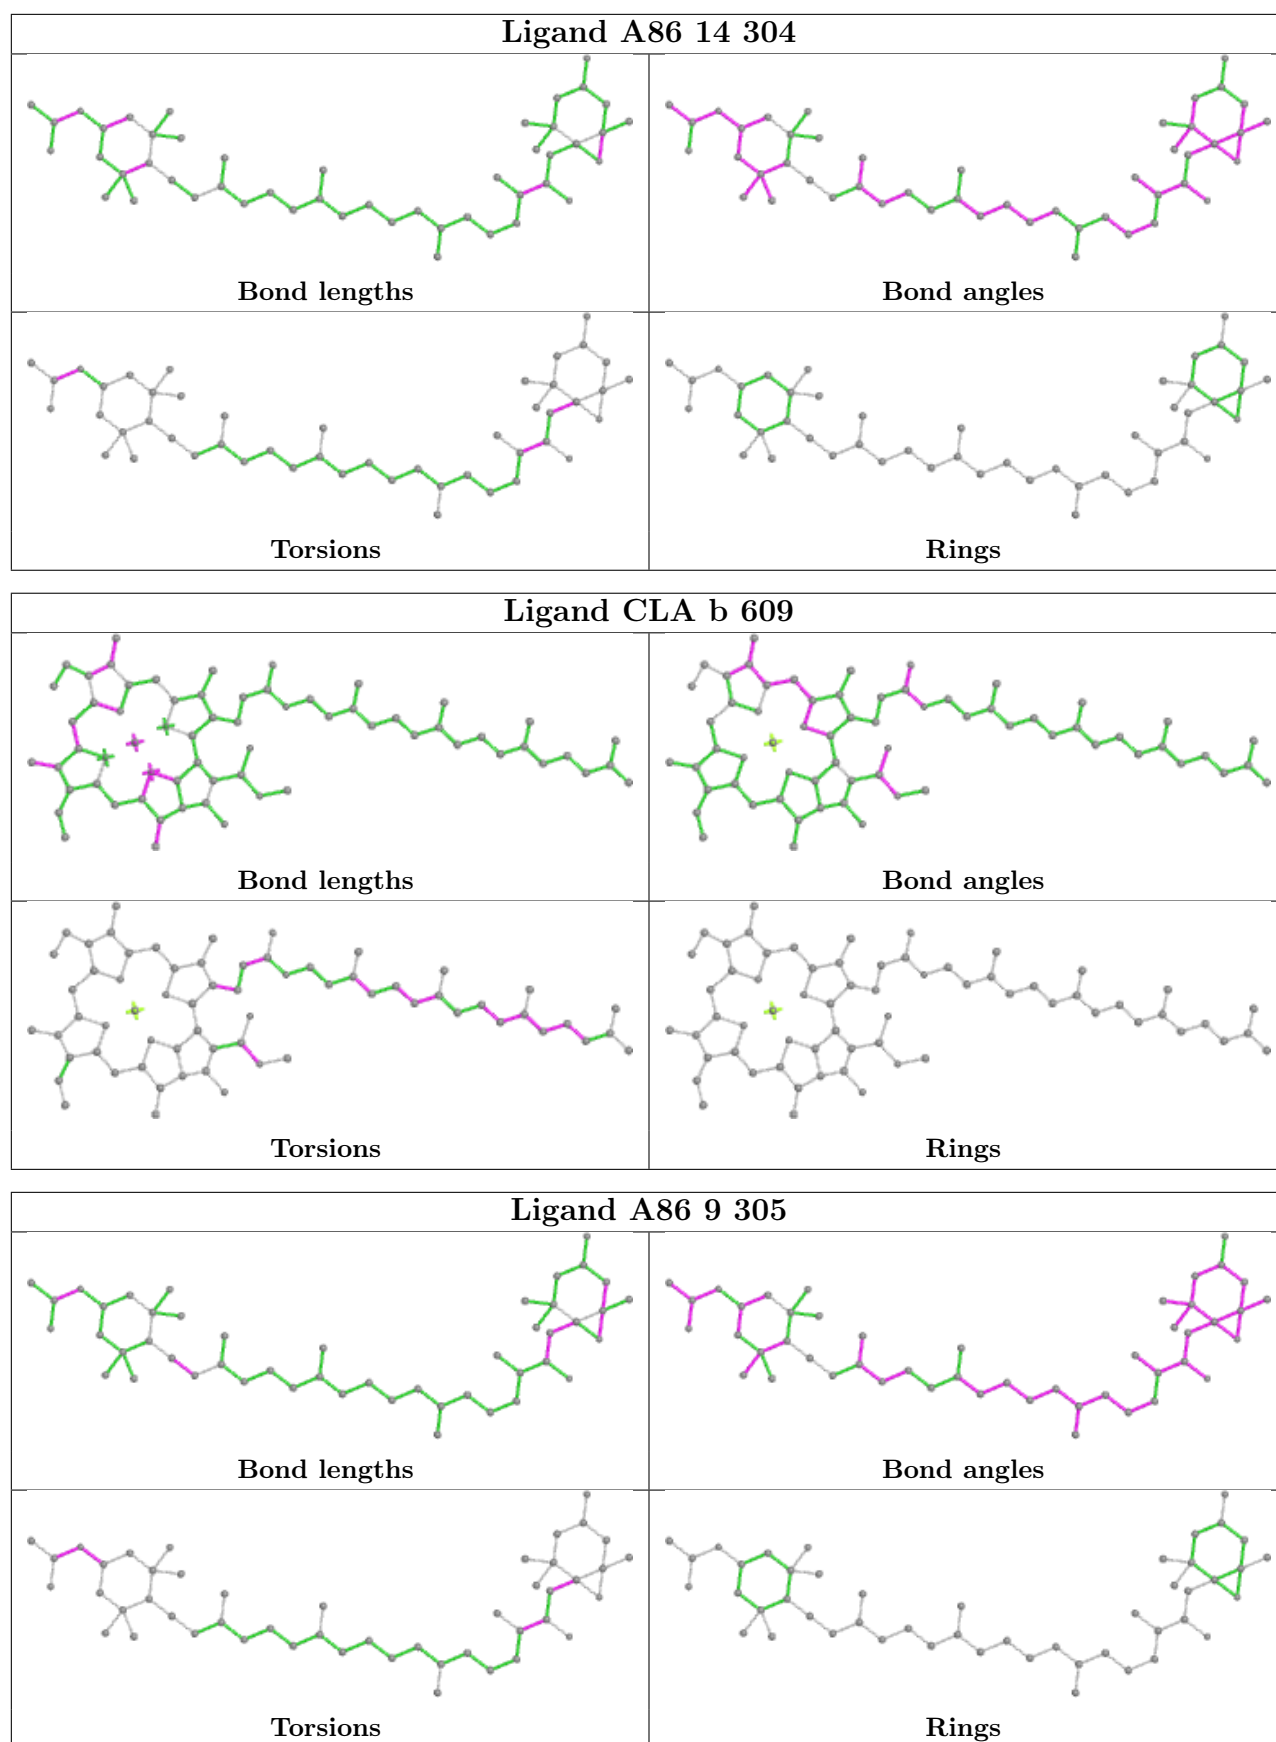 Ligand A86 14 304
Bond lengths
Bond angles
Torsions
Rings
Ligand CLA b 609
Bond lengths
Bond angles
Torsions
Rings
Ligand A86 9 305
Bond lengths
Bond angles
Torsions
Rings